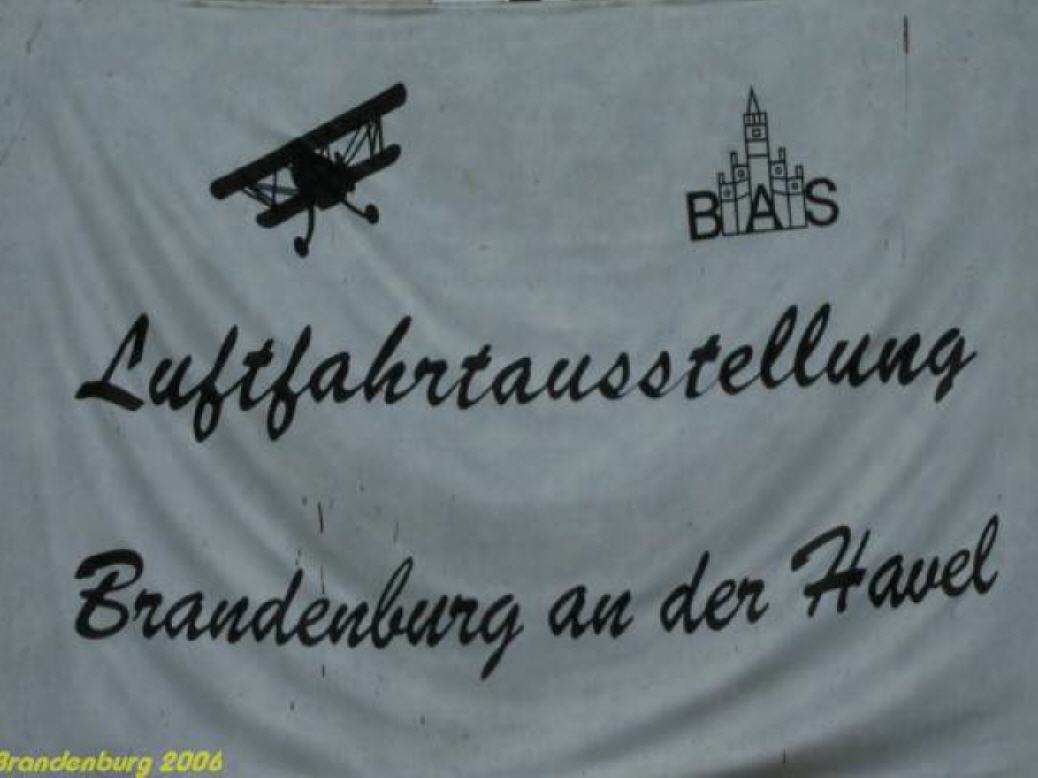 BAS
Luftfahrtausstellung
Brandenburg an der Havel
Brandenburg 2006